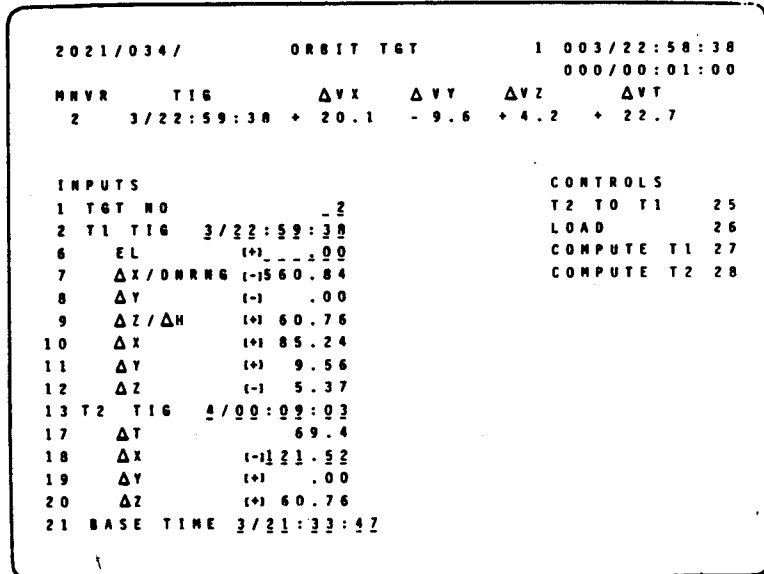 2021/034/ ORBIT TGT 1 003/22:58:38
000/00:01:00
MNVR TIG ΔVX ΔVY ΔVZ ΔVT
2 3/22:59:38 + 20.1 - 9.6 + 4.2 + 22.7
INPUTS CONTROLS
1 TGT NO _2 T2 TO T1 25
2 T1 TIG 3/22:59:38 LOAD 26
6 EL [+]___.00 COMPUTE T1 27
7 ΔX/DNRNG [-]560.84 COMPUTE T2 28
8 ΔY [-] .00
9 ΔZ/ΔH [+] 60.76
10 ΔX [+] 85.24
11 ΔY [+] 9.56
12 ΔZ [-] 5.37
13 T2 TIG 4/00:09:03
17 ΔT 69.4
18 ΔX [-]121.52
19 ΔY [+] .00
20 ΔZ [+] 60.76
21 BASE TIME 3/21:33:47